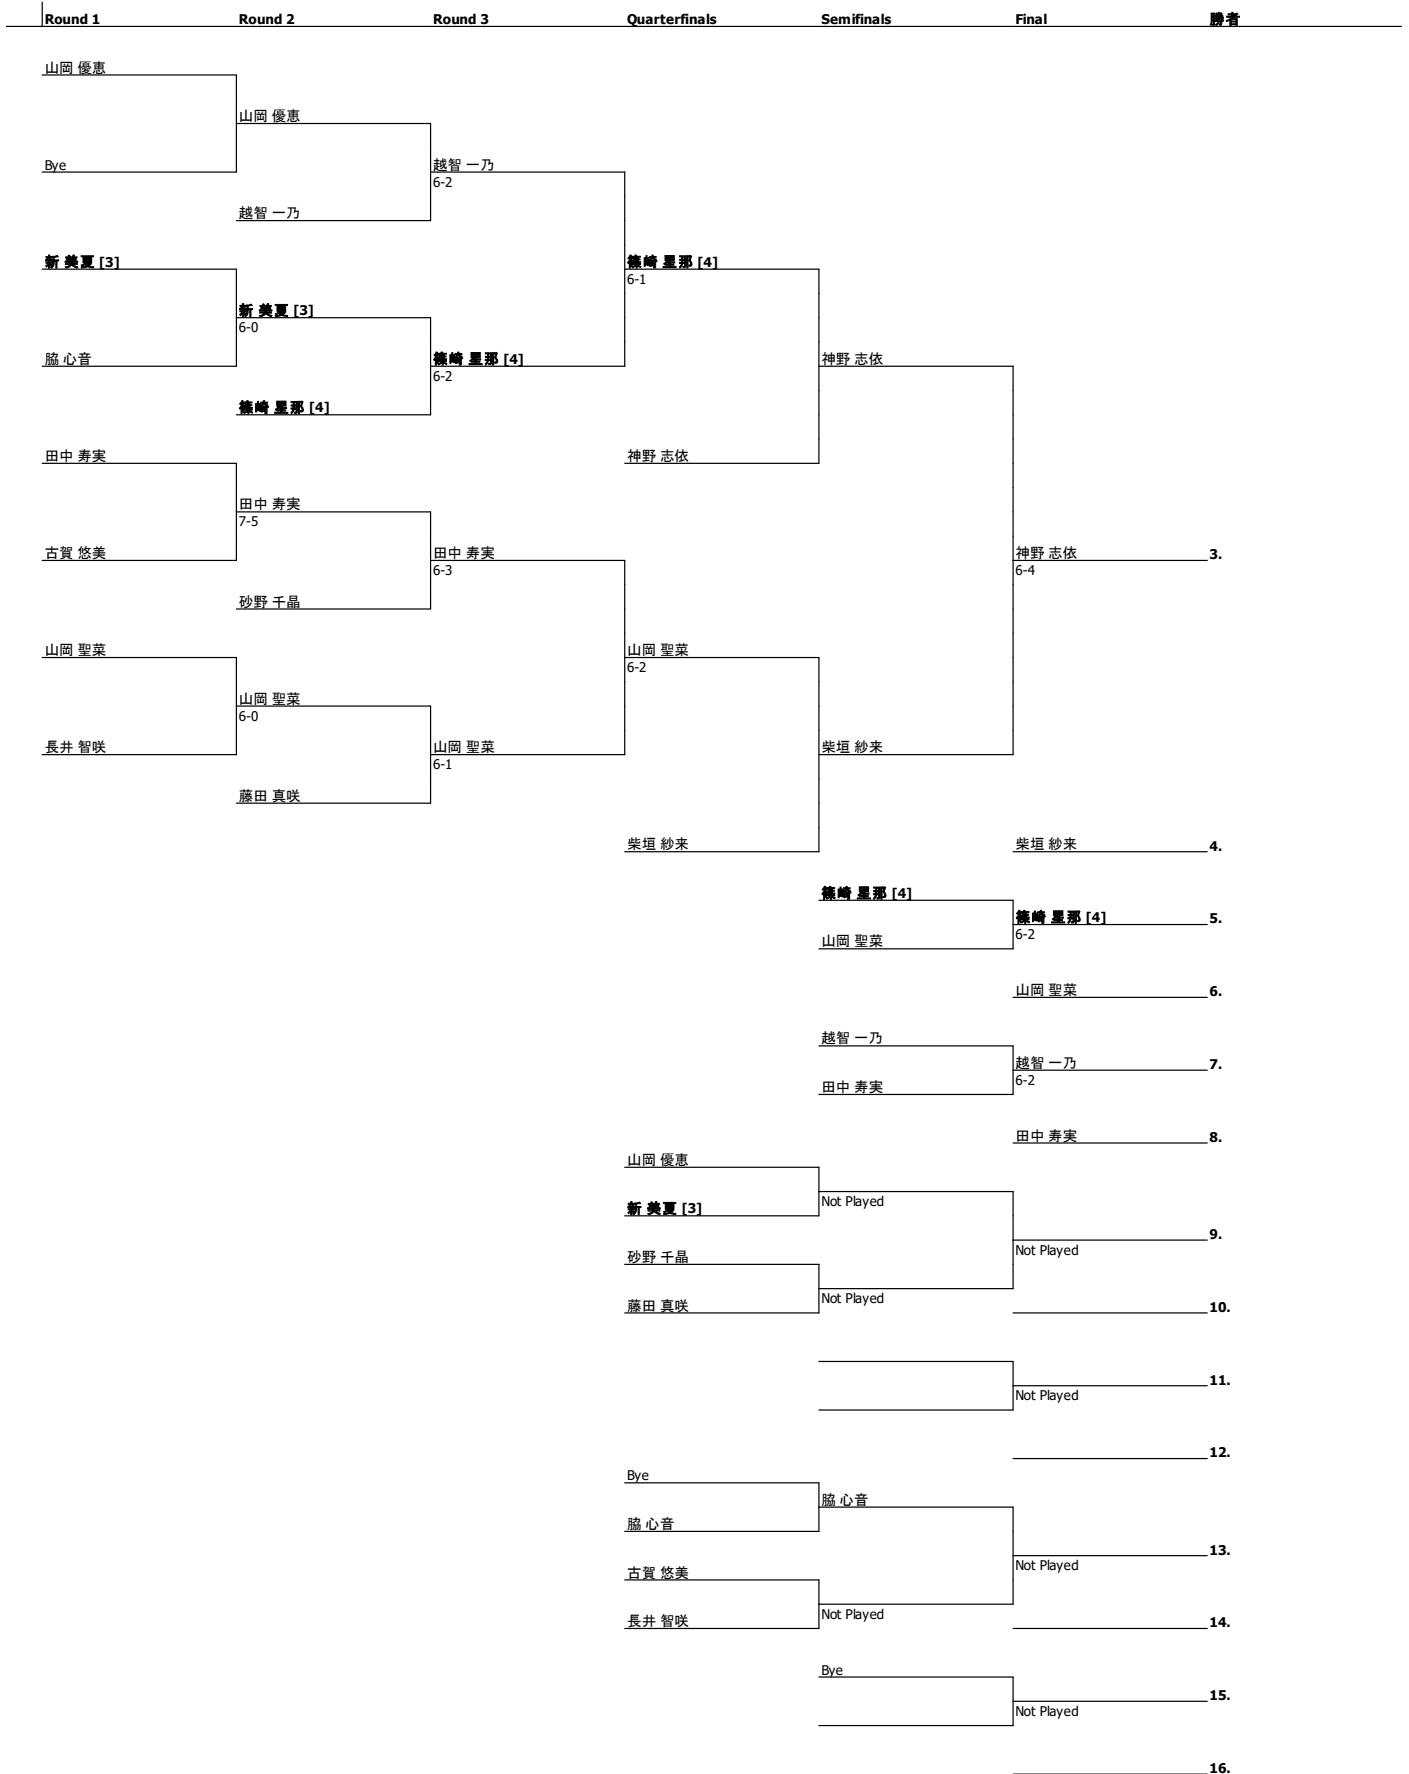 Round 1 Round 2 Round 3 Quarterfinals Semifinals Final 勝者
山岡 優恵
山岡 優恵
Bye 越智 一乃
6-2
越智 一乃
新 美夏 [3] 篠崎 星那 [4]
6-1
新 美夏 [3]
6-0
脇 心音 篠崎 星那 [4] 神野 志依
6-2
篠崎 星那 [4]
田中 寿実 神野 志依
田中 寿実
7-5
古賀 悠美 田中 寿実 神野 志依 3.
6-3 6-4
砂野 千晶
山岡 聖菜 山岡 聖菜
6-2
山岡 聖菜
6-0
長井 智咲 山岡 聖菜 柴垣 紗来
6-1
藤田 真咲
柴垣 紗来 柴垣 紗来 4.
篠崎 星那 [4]
篠崎 星那 [4] 5.
山岡 聖菜 6-2
山岡 聖菜 6.
越智 一乃
越智 一乃 7.
田中 寿実 6-2
田中 寿実 8.
山岡 優恵
新 美夏 [3] Not Played
9.
砂野 千晶 Not Played
藤田 真咲 Not Played 10.
11.
Not Played
12.
Bye
脇 心音
脇 心音
13.
古賀 悠美 Not Played
長井 智咲 Not Played 14.
Bye
15.
Not Played
16.